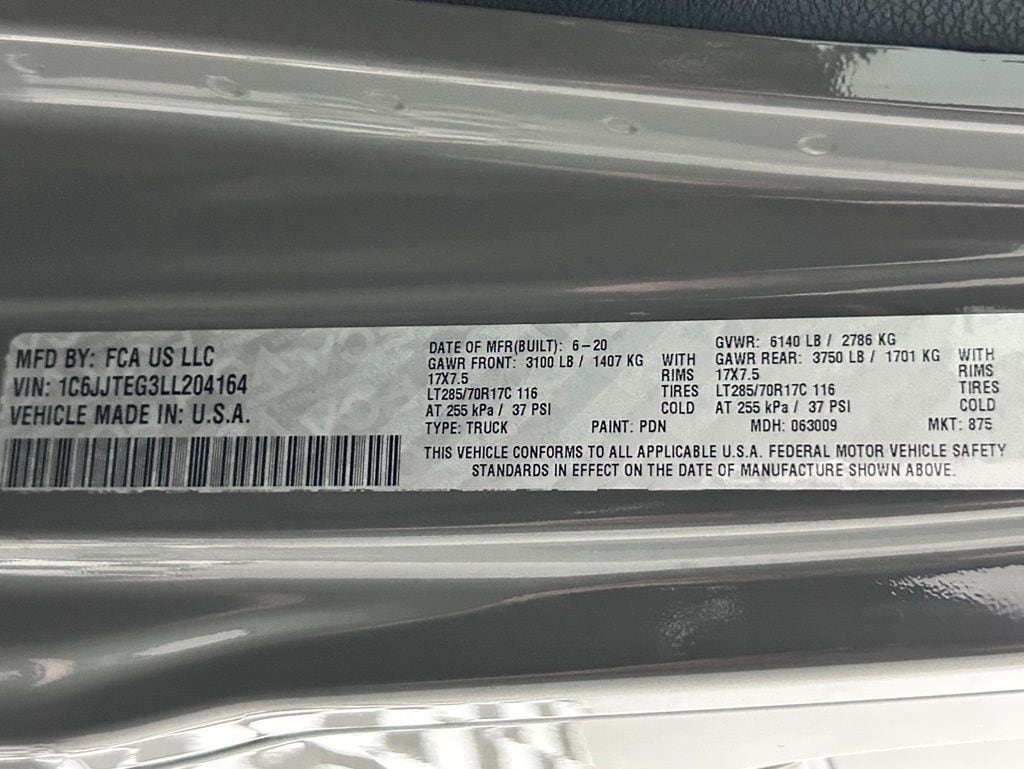 MFD BY: FCA US LLC
VIN: 1C6JJTEG3LL204164
VEHICLE MADE IN: U.S.A.
DATE OF MFR(BUILT): 6-20
GAWR FRONT: 3100 LB / 1407 KG WITH
17X7.5 RIMS
LT285/70R17C 116 TIRES
AT 255 kPa / 37 PSI COLD
GVWR: 6140 LB / 2786 KG
GAWR REAR: 3750 LB / 1701 KG WITH
17X7.5 RIMS
LT285/70R17C 116 TIRES
AT 255 kPa / 37 PSI COLD
TYPE: TRUCK PAINT: PDN MDH: 063009 MKT: 875
THIS VEHICLE CONFORMS TO ALL APPLICABLE U.S.A. FEDERAL MOTOR VEHICLE SAFETY
STANDARDS IN EFFECT ON THE DATE OF MANUFACTURE SHOWN ABOVE.